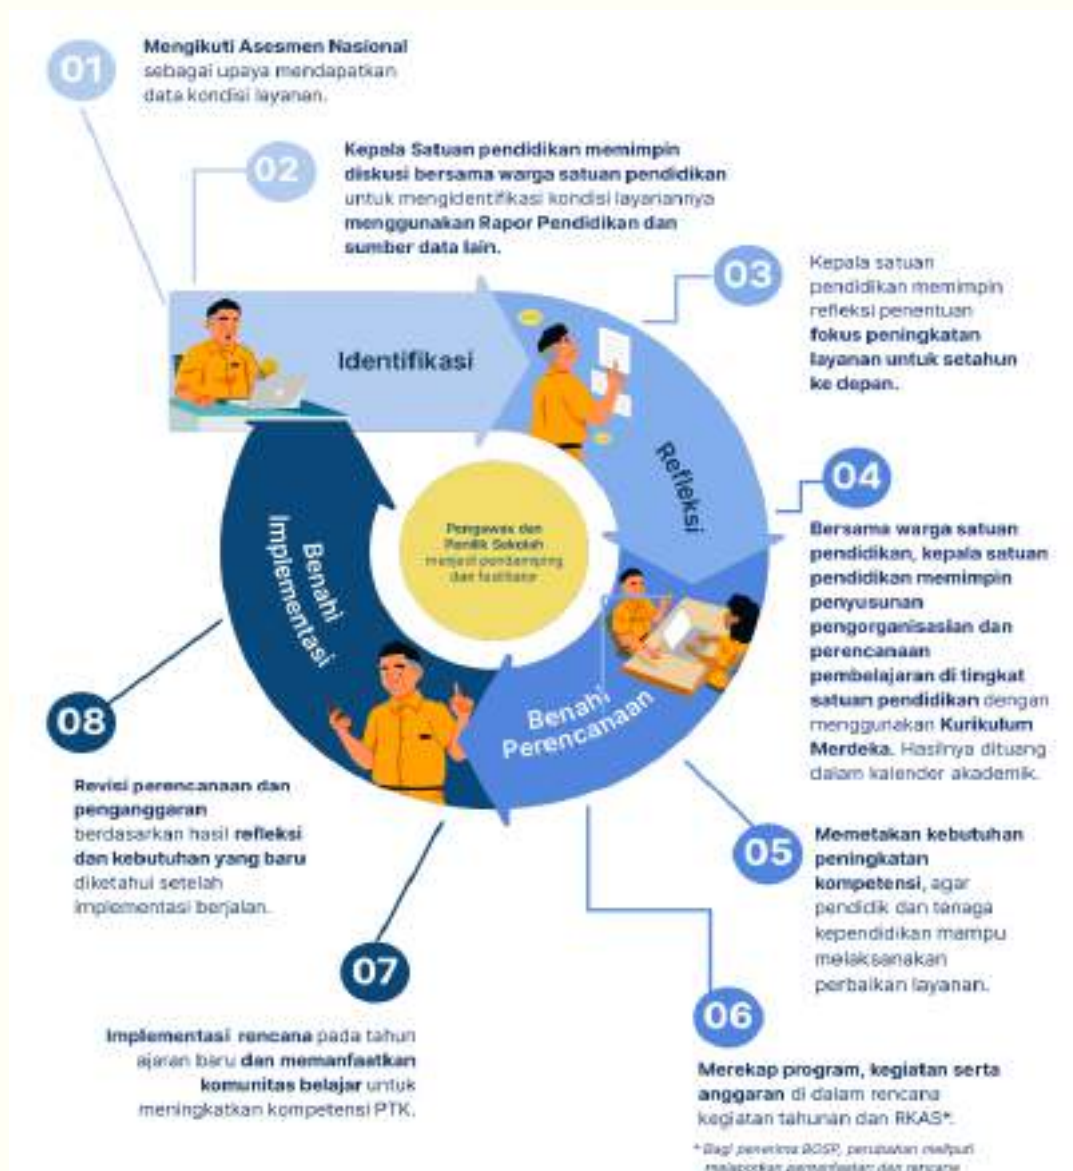 01
Mengikuti Asesmen Nasional
sebagai upaya mendapatkan
data kondisi layanan.
02
Kepala Satuan pendidikan memimpin
diskusi bersama warga satuan pendidikan
untuk mengidentifikasi kondisi layanannya
menggunakan Rapor Pendidikan dan
sumber data lain.
03
Kepala satuan
pendidikan memimpin
refleksi penentuan
fokus peningkatan
layanan untuk setahun
ke depan.
Identifikasi
Refleksi
04
Bersama warga satuan
pendidikan, kepala satuan
pendidikan memimpin
penyusunan
pengorganisasian dan
perencanaan
pembelajaran di tingkat
satuan pendidikan dengan
menggunakan Kurikulum
Merdeka. Hasilnya dituang
dalam kalender akademik.
Pengawas dan
Penilik Sekolah
menjadi pendamping
dan fasilitator
Benahi
Implementasi
Benahi
Perencanaan
08
Revisi perencanaan dan
penganggaran
berdasarkan hasil refleksi
dan kebutuhan yang baru
diketahui setelah
implementasi berjalan.
05
Memetakan kebutuhan
peningkatan
kompetensi, agar
pendidik dan tenaga
kependidikan mampu
melaksanakan
perbaikan layanan.
07
Implementasi rencana pada tahun
ajaran baru dan memanfaatkan
komunitas belajar untuk
meningkatkan kompetensi PTK.
06
Merekap program, kegiatan serta
anggaran di dalam rencana
kegiatan tahunan dan RKAS*.
*Bagi penerima BOSP, perubahan meliputi
melaporkan pemanfaatan dan rencana